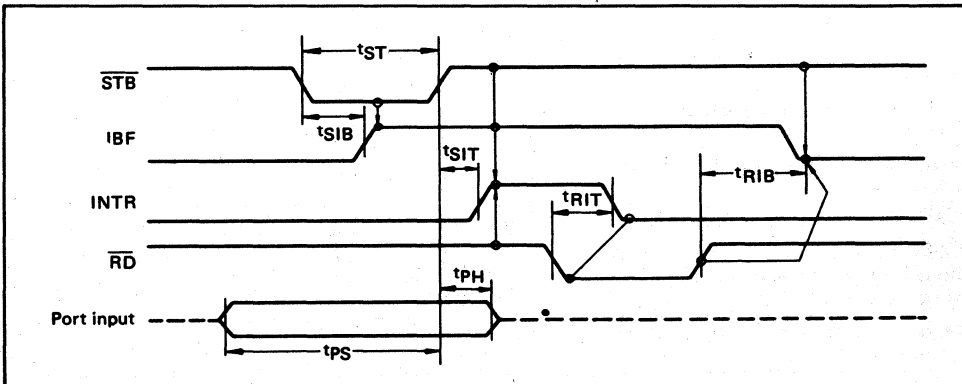 tST
STB
tSIB
IBF
tSIT
tRIB
INTR
tRIT
RD
tPH
Port input
tPS